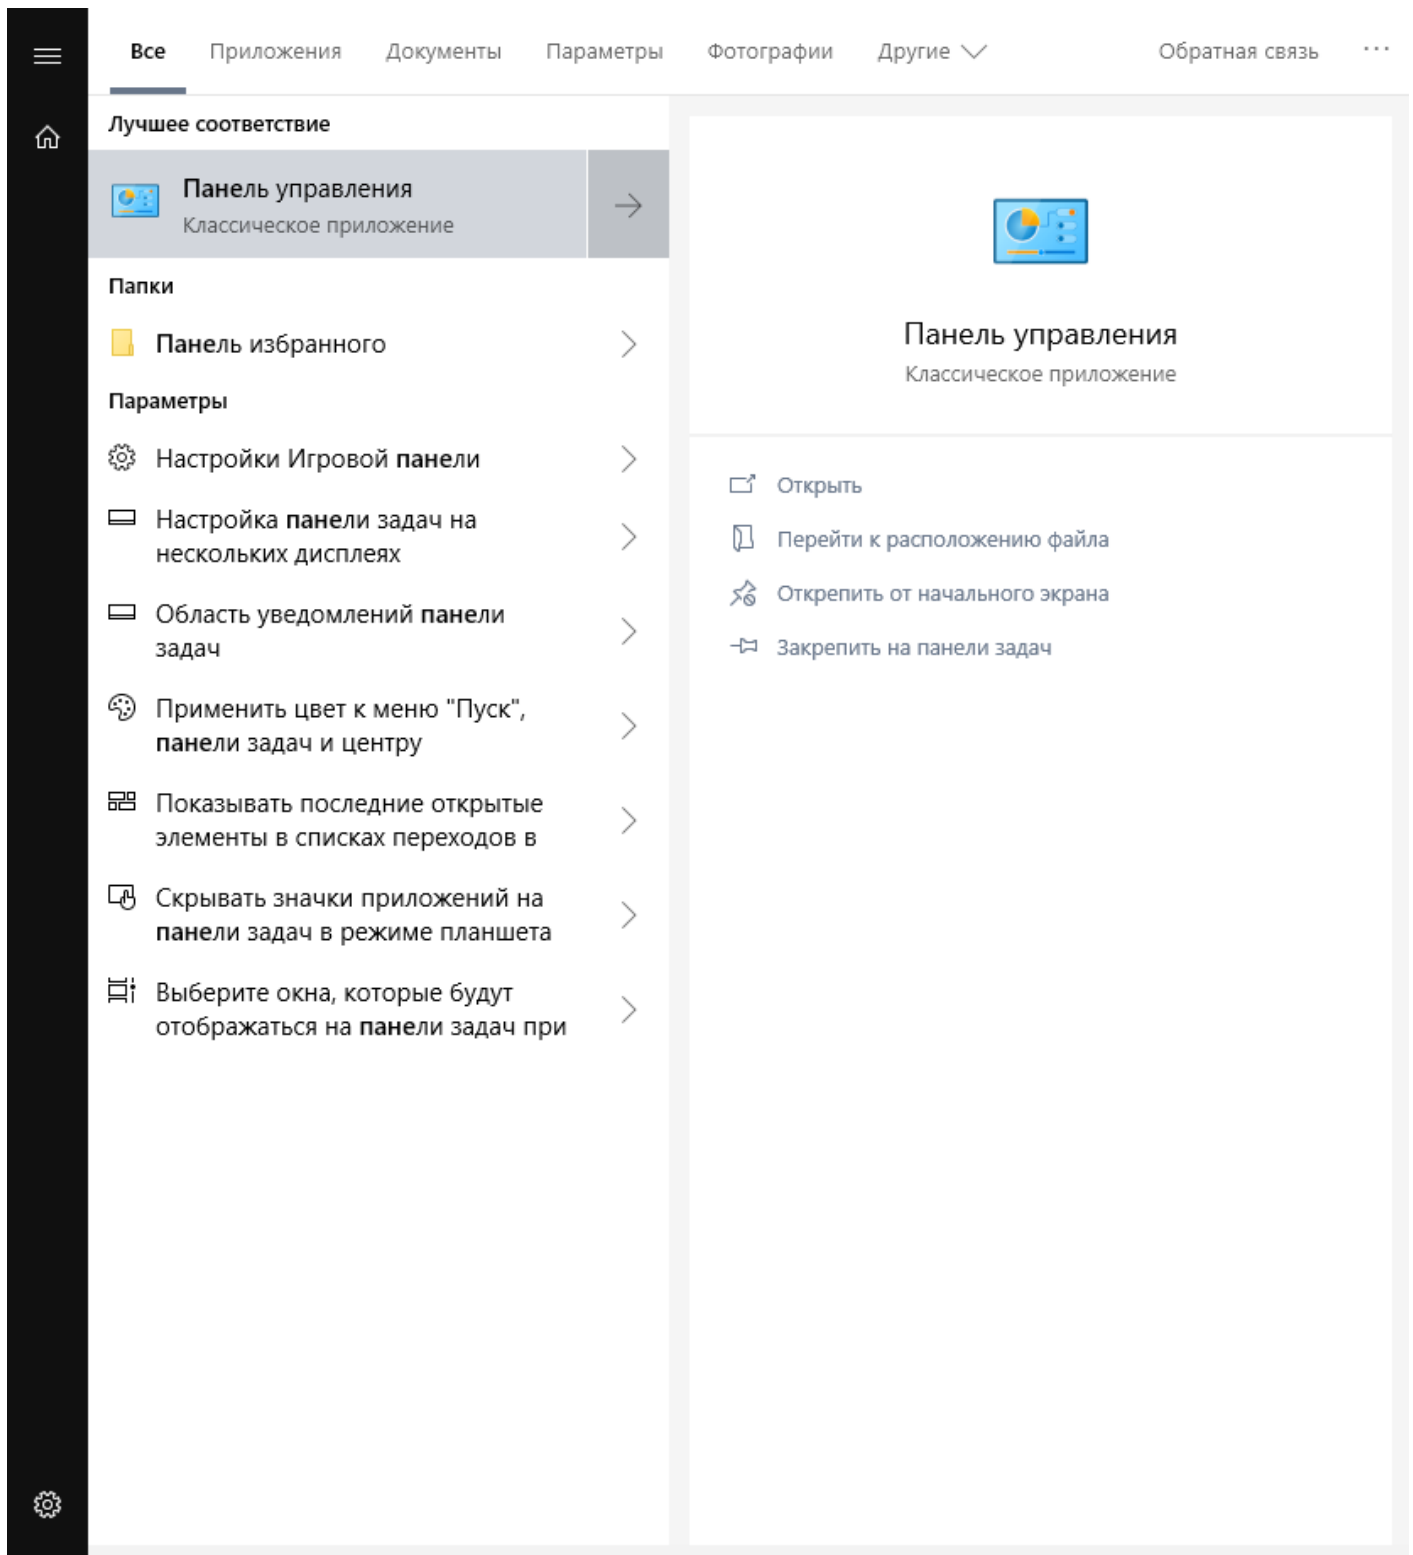 Все Приложения Документы Параметры Фотографии Другие Обратная связь ...
Лучшее соответствие
Панель управления
Классическое приложение
Папки
Панель избранного
Параметры
Настройки Игровой панели
Настройка панели задач на
нескольких дисплеях
Область уведомлений панели
задач
Применить цвет к меню "Пуск",
панели задач и центру
Показывать последние открытые
элементы в списках переходов в
Скрывать значки приложений на
панели задач в режиме планшета
Выберите окна, которые будут
отображаться на панели задач при
Панель управления
Классическое приложение
Открыть
Перейти к расположению файла
Открепить от начального экрана
Закрепить на панели задач